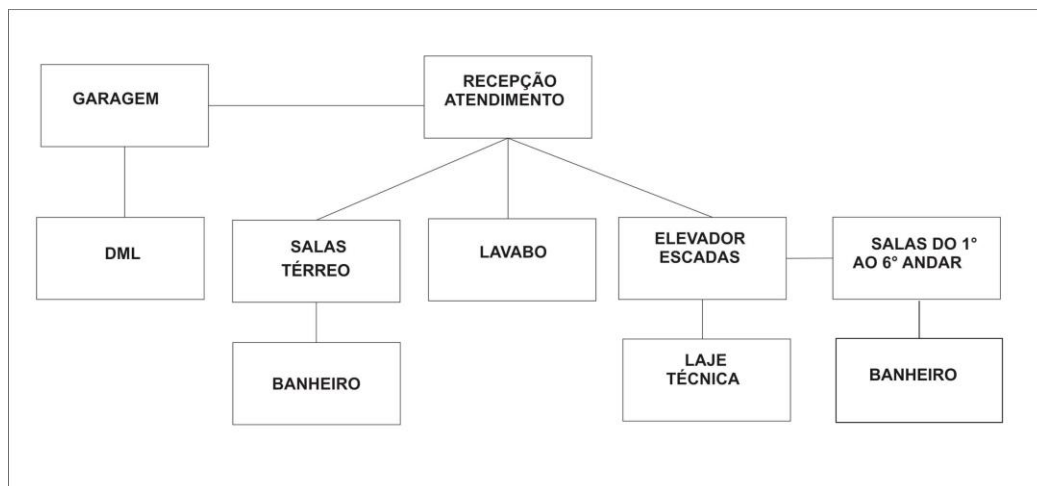 GARAGEM
RECEPÇÃO
ATENDIMENTO
DML
SALAS
TÉRREO
LAVABO
ELEVADOR
ESCADAS
SALAS DO 1°
AO 6° ANDAR
BANHEIRO
LAJE
TÉCNICA
BANHEIRO